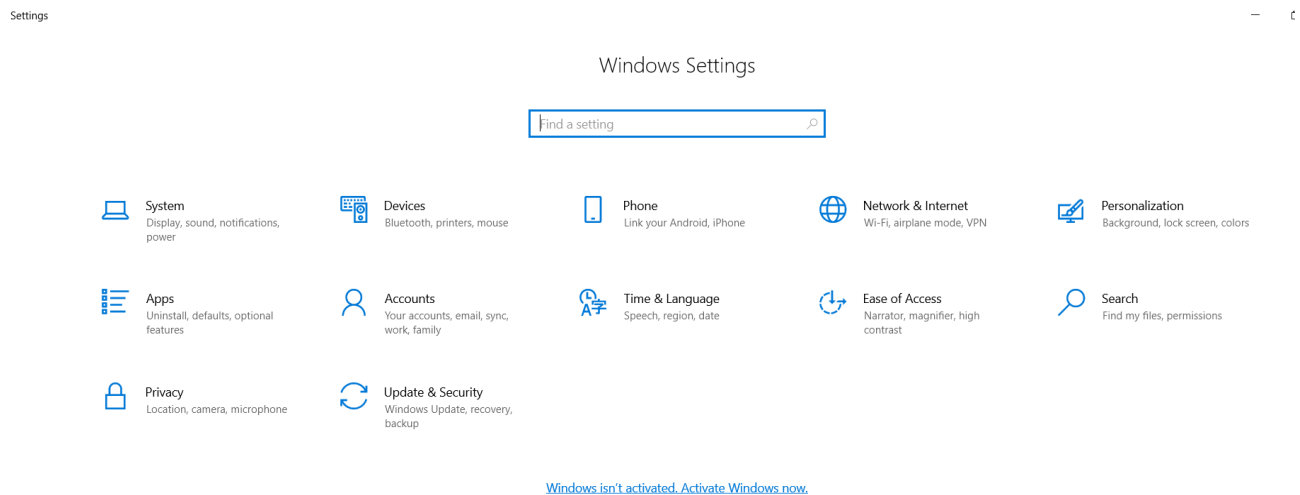 Settings
Windows Settings
Find a setting
System
Display, sound, notifications,
power
Devices
Bluetooth, printers, mouse
Phone
Link your Android, iPhone
Network & Internet
Wi-Fi, airplane mode, VPN
Personalization
Background, lock screen, colors
Apps
Uninstall, defaults, optional
features
Accounts
Your accounts, email, sync,
work, family
Time & Language
Speech, region, date
Ease of Access
Narrator, magnifier, high
contrast
Search
Find my files, permissions
Privacy
Location, camera, microphone
Update & Security
Windows Update, recovery,
backup
Windows isn't activated. Activate Windows now.